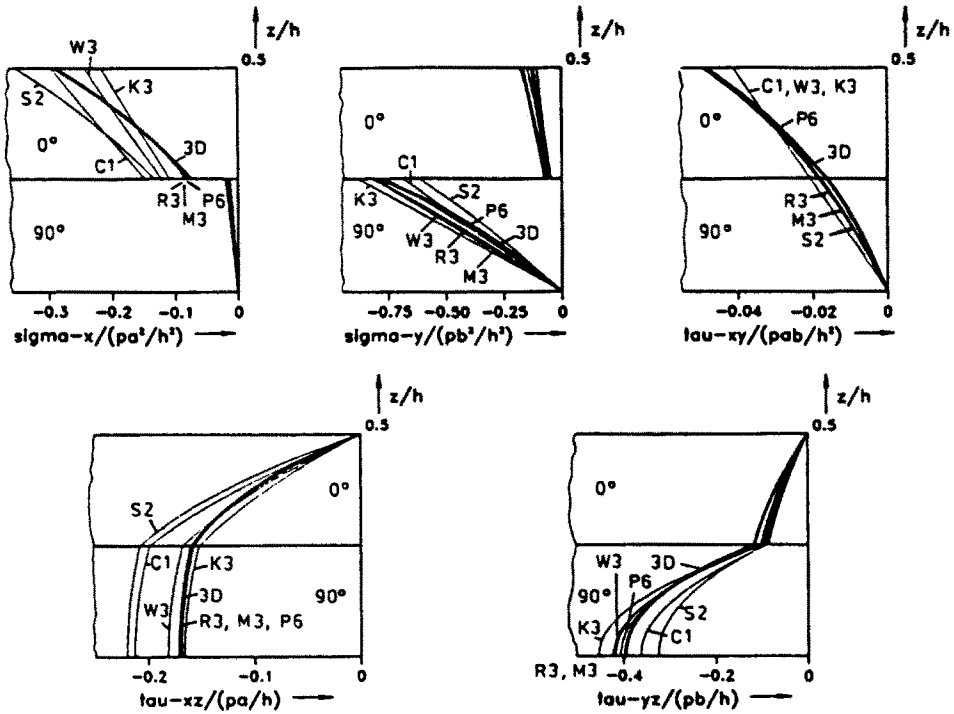 z/h
0.5
W3
K3
S2
0°
C1
3D
R3
P6
M3
90°
-0.3 -0.2 -0.1 0
sigma-x/(pa²/h²)
z/h
0.5
0°
C1
S2
K3
P6
90°
W3
3D
R3
M3
-0.75 -0.50 -0.25 0
sigma-y/(pb²/h²)
z/h
0.5
C1, W3, K3
0°
P6
3D
R3
M3
90°
S2
-0.04 -0.02 0
tau-xy/(pab/h²)
z/h
0.5
0°
S2
C1
K3
3D
90°
W3
R3, M3, P6
-0.2 -0.1 0
tau-xz/(pa/h)
z/h
0.5
0°
W3
3D
P6
90°
S2
K3
C1
R3, M3
-0.4 -0.2 0
tau-yz/(pb/h)